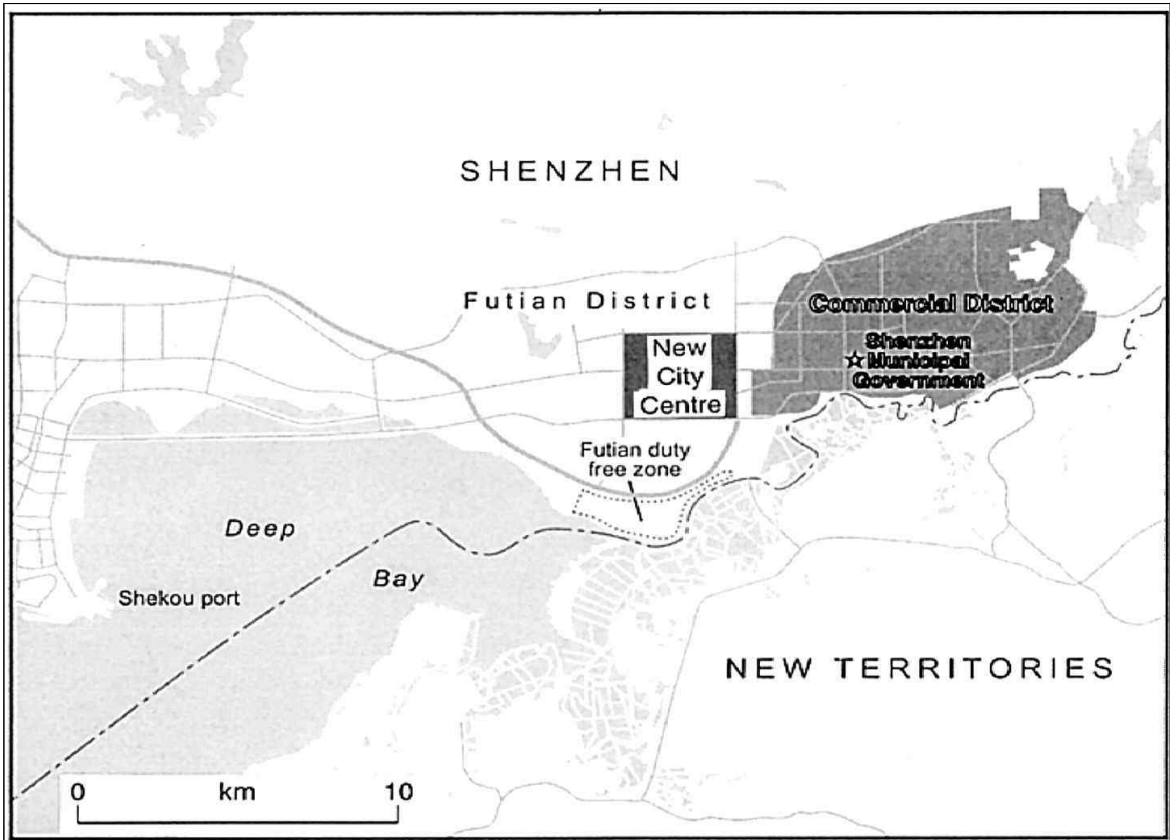 SHENZHEN
Futian District
Commercial District
Shenzhen
Municipal
Government
New
City
Centre
Futian duty
free zone
Deep
Bay
Shekou port
NEW TERRITORIES
0 km 10